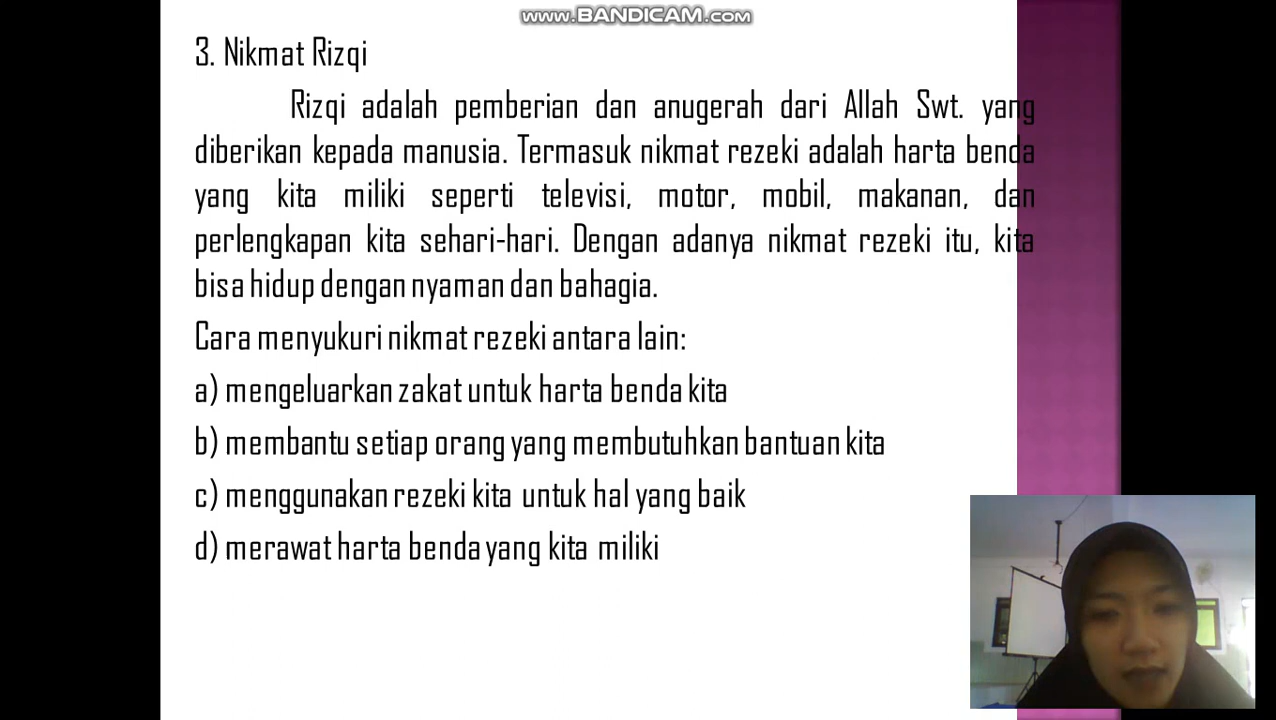 www.BANDICAM.com
3. Nikmat Rizqi
Rizqi adalah pemberian dan anugerah dari Allah Swt. yang
diberikan kepada manusia. Termasuk nikmat rezeki adalah harta benda
yang kita miliki seperti televisi, motor, mobil, makanan, dan
perlengkapan kita sehari-hari. Dengan adanya nikmat rezeki itu, kita
bisa hidup dengan nyaman dan bahagia.
Cara menyukuri nikmat rezeki antara lain:
a) mengeluarkan zakat untuk harta benda kita
b) membantu setiap orang yang membutuhkan bantuan kita
c) menggunakan rezeki kita untuk hal yang baik
d) merawat harta benda yang kita miliki